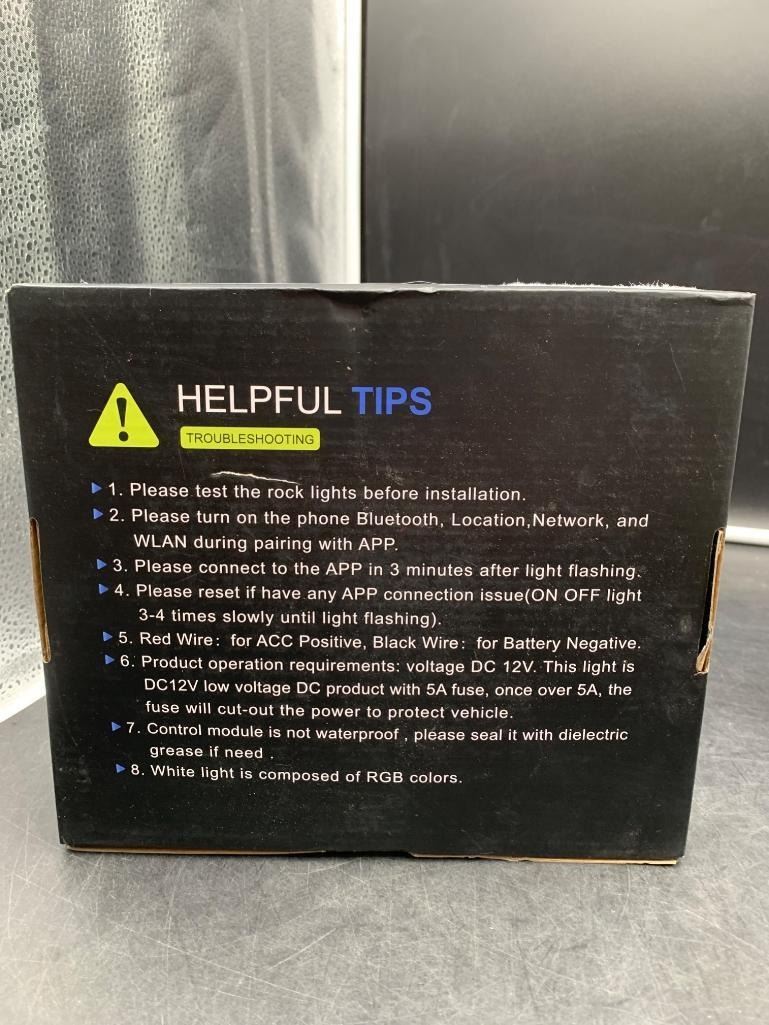 HELPFUL TIPS
TROUBLESHOOTING
1. Please test the rock lights before installation.
2. Please turn on the phone Bluetooth, Location,Network, and
WLAN during pairing with APP.
3. Please connect to the APP in 3 minutes after light flashing.
4. Please reset if have any APP connection issue(ON OFF light
3-4 times slowly until light flashing).
5. Red Wire: for ACC Positive, Black Wire: for Battery Negative.
6. Product operation requirements: voltage DC 12V. This light is
DC12V low voltage DC product with 5A fuse, once over 5A, the
fuse will cut-out the power to protect vehicle.
7. Control module is not waterproof , please seal it with dielectric
grease if need .
8. White light is composed of RGB colors.